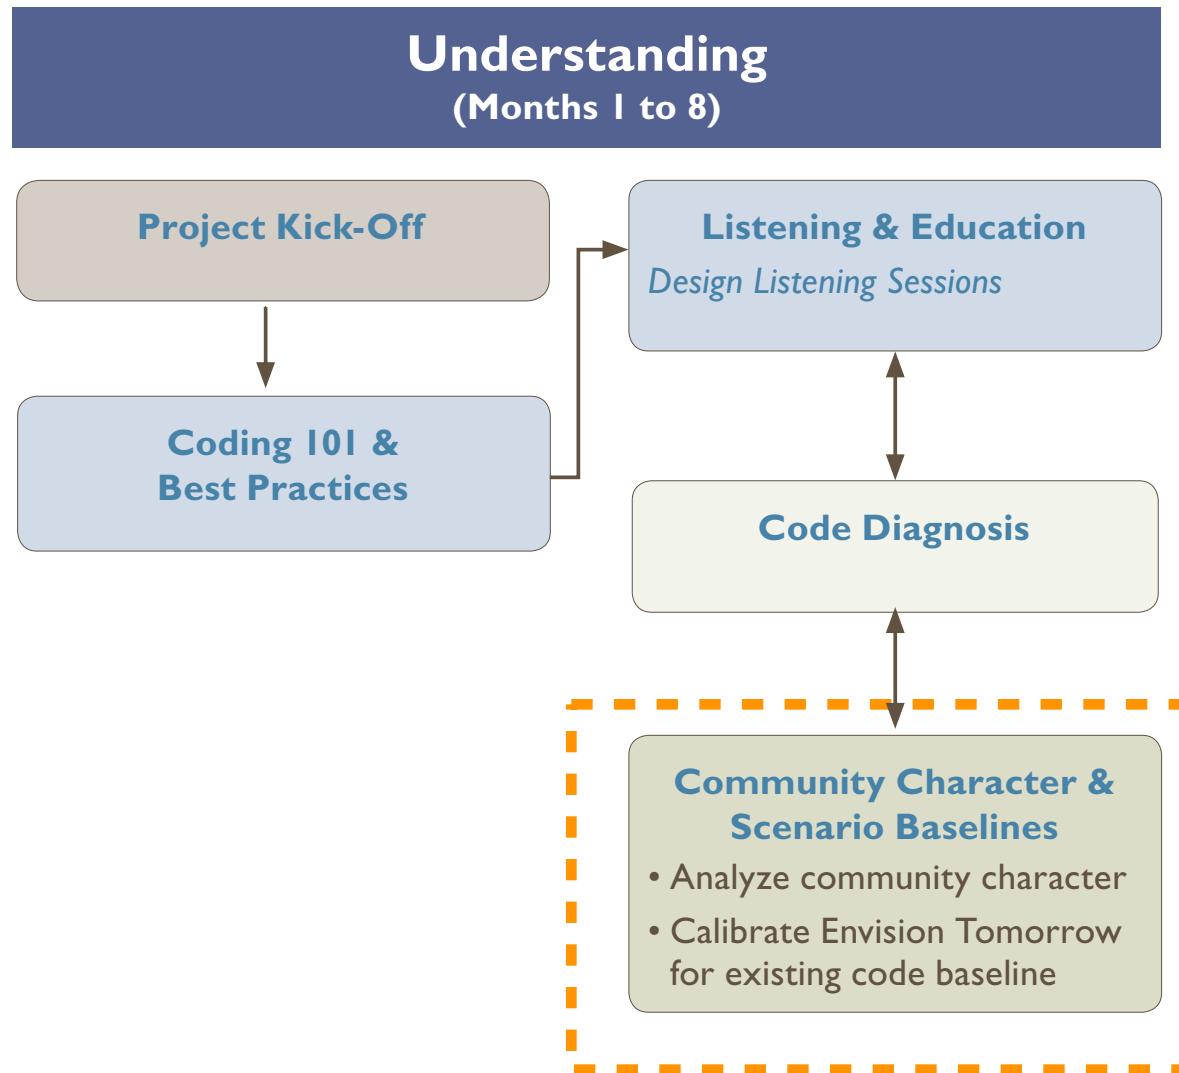 Understanding
(Months 1 to 8)
Project Kick-Off
Coding 101 &
Best Practices
Listening & Education
Design Listening Sessions
Code Diagnosis
Community Character &
Scenario Baselines
• Analyze community character
• Calibrate Envision Tomorrow
for existing code baseline